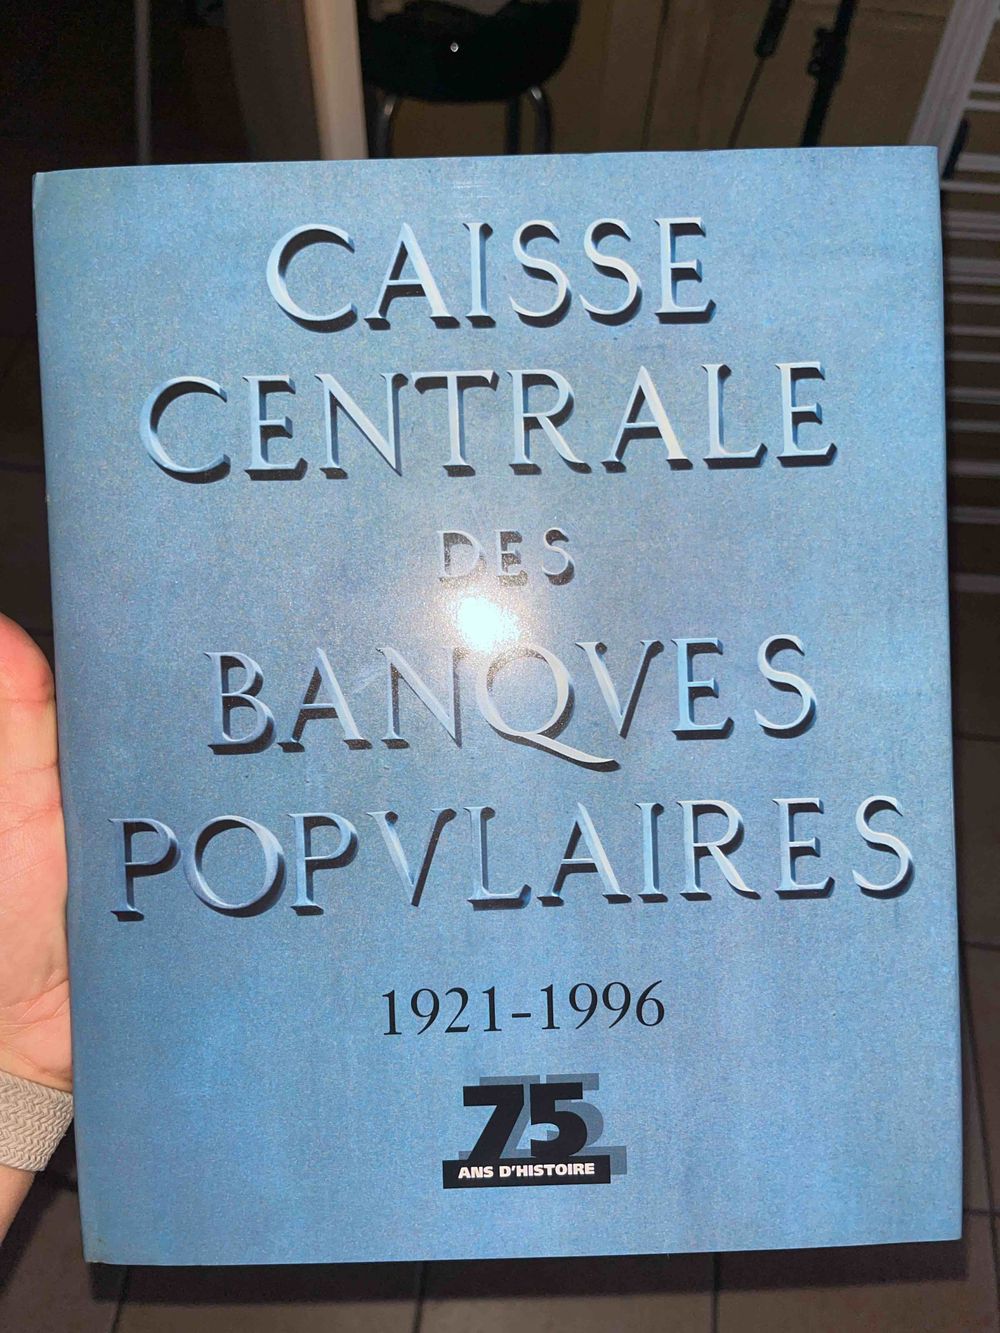 CAISSE
CENTRALE
DES
BANQVES
POPVLAIRES
1921-1996
75
ANS D'HISTOIRE